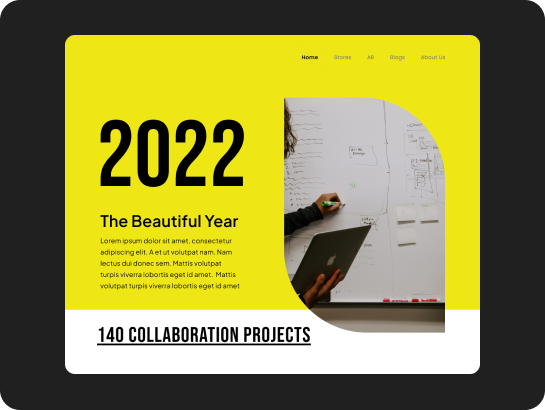 Home Stores AB Blogs About Us
2022
The Beautiful Year
Lorem ipsum dolor sit amet, consectetur
adipiscing elit. A et ut volutpat nam. Nam
lectus dui donec sem. Mattis volutpat
turpis viverra lobortis eget id amet. Mattis
volutpat turpis viverra lobortis eget id amet
140 COLLABORATION PROJECTS